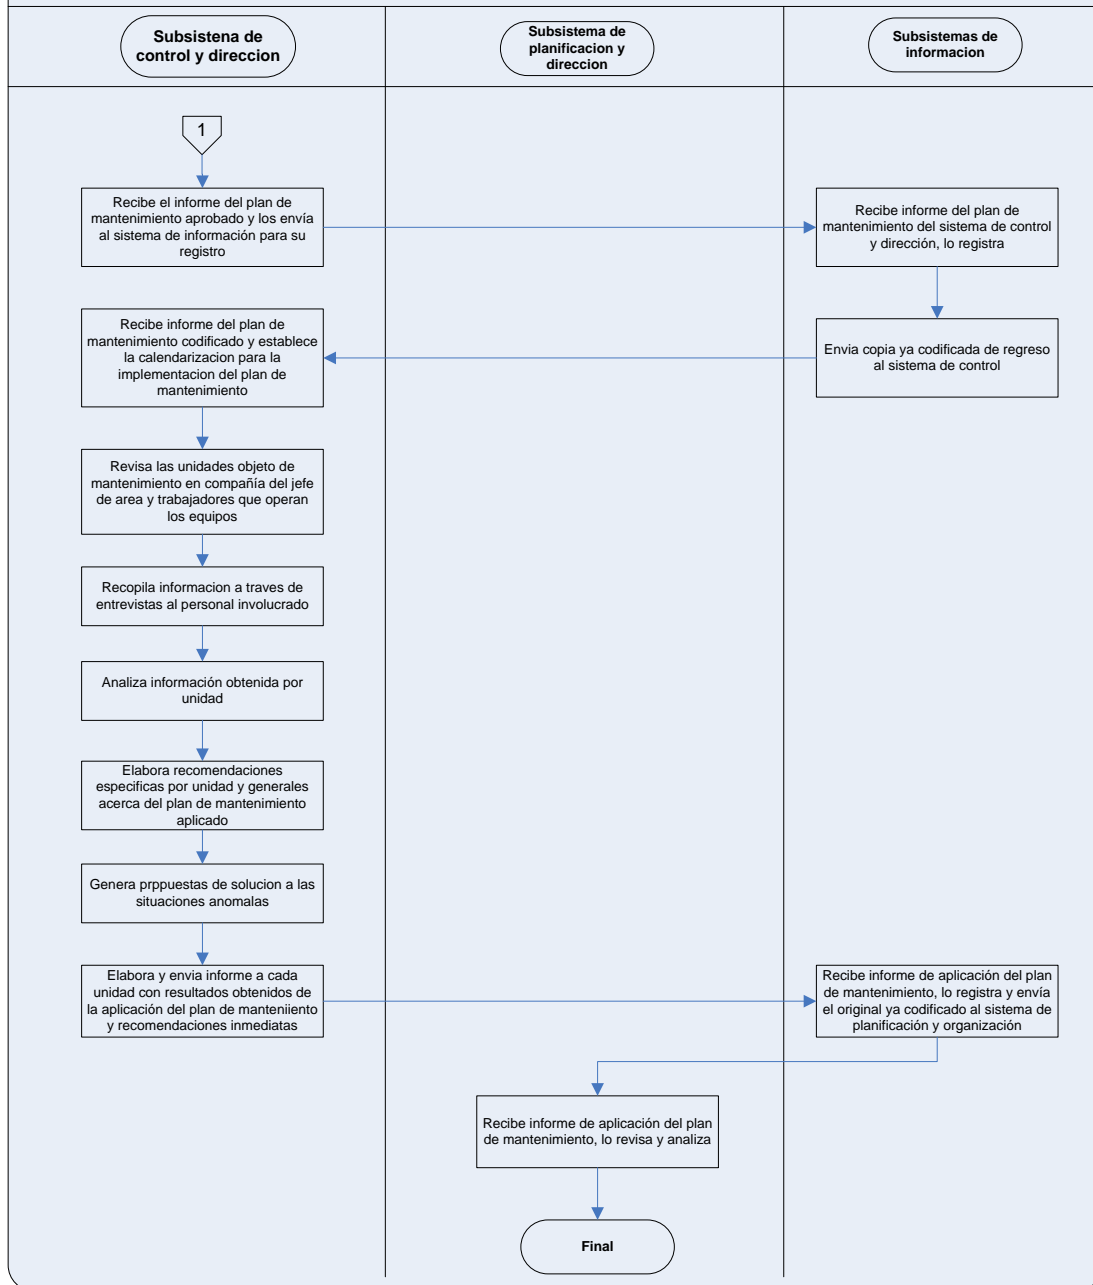 Subsistena de
control y direccion
Subsistema de
planificacion y
direccion
Subsistemas de
informacion
1
Recibe el informe del plan de
mantenimiento aprobado y los envía
al sistema de información para su
registro
Recibe informe del plan de
mantenimiento del sistema de control
y dirección, lo registra
Recibe informe del plan de
mantenimiento codificado y establece
la calendarizacion para la
implementacion del plan de
mantenimiento
Envia copia ya codificada de regreso
al sistema de control
Revisa las unidades objeto de
mantenimiento en compañía del jefe
de area y trabajadores que operan
los equipos
Recopila informacion a traves de
entrevistas al personal involucrado
Analiza información obtenida por
unidad
Elabora recomendaciones
especificas por unidad y generales
acerca del plan de mantenimiento
aplicado
Genera prppuestas de solucion a las
situaciones anomalas
Elabora y envia informe a cada
unidad con resultados obtenidos de
la aplicación del plan de manteniiento
y recomendaciones inmediatas
Recibe informe de aplicación del plan
de mantenimiento, lo registra y envía
el original ya codificado al sistema de
planificación y organización
Recibe informe de aplicación del plan
de mantenimiento, lo revisa y analiza
Final